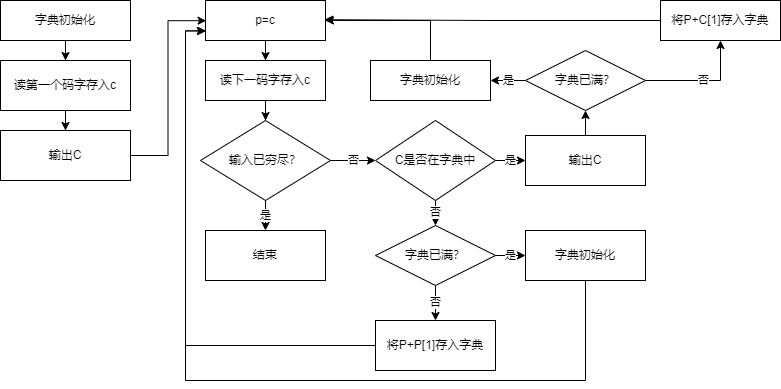 字典初始化
读第一个码字存入c
输出C
p=c
读下一码字存入c
输入已穷尽?
是
结束
否
C是否在字典中
是
输出C
字典已满?
是
字典初始化
否
将P+C[1]存入字典
否
字典已满?
是
字典初始化
否
将P+P[1]存入字典